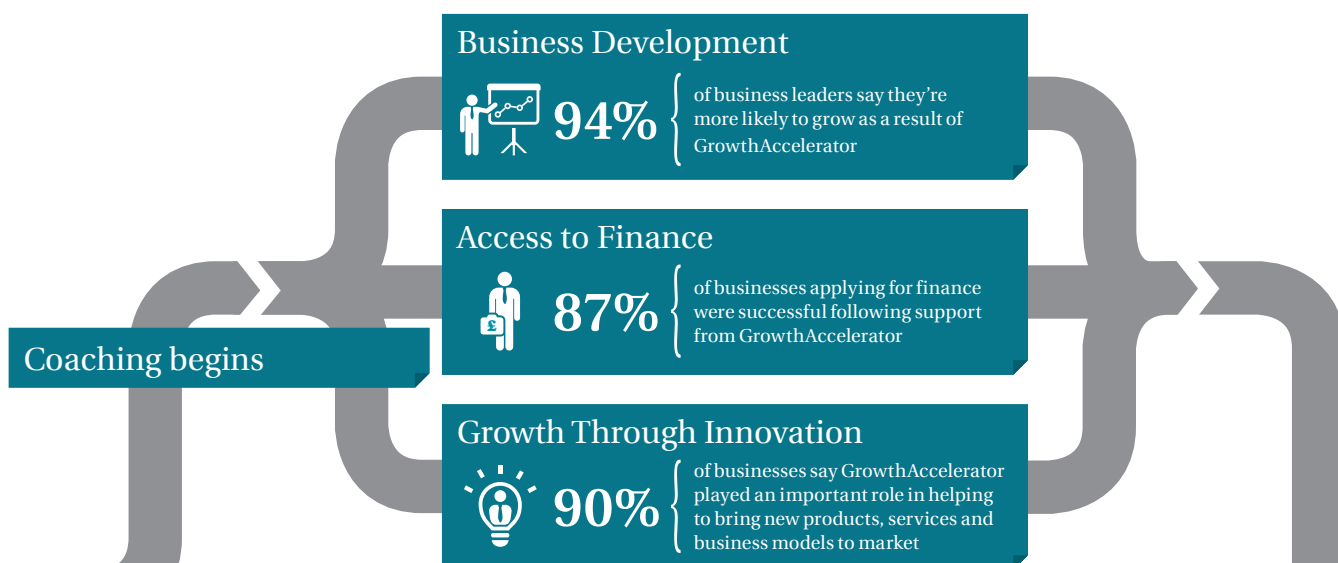 Business Development
94%
of business leaders say they're
more likely to grow as a result of
GrowthAccelerator
Access to Finance
£
87%
of businesses applying for finance
were successful following support
from GrowthAccelerator
Coaching begins
Growth Through Innovation
90%
of businesses say GrowthAccelerator
played an important role in helping
to bring new products, services and
business models to market